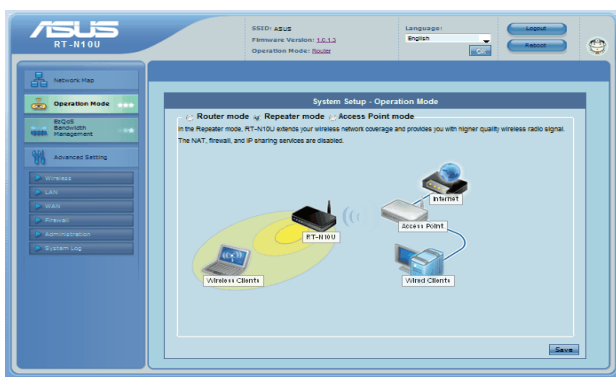 ASUS
RT-N10U
SSID: ASUS
Firmware Version: 1.0.1.3
Operation Mode: Router
Language:
English
OK
Logout
Reboot
Network Map
Operation Mode
EzQoS
Bandwidth
Management
Advanced Setting
Wireless
LAN
WAN
Firewall
Administration
System Log
System Setup - Operation Mode
Router mode Repeater mode Access Point mode
In the Repeater mode, RT-N10U extends your wireless network coverage and provides you with higher quality wireless radio signal.
The NAT, firewall, and IP sharing services are disabled.
Internet
Access Point
RT-N10U
Wireless Clients
Wired Clients
Save